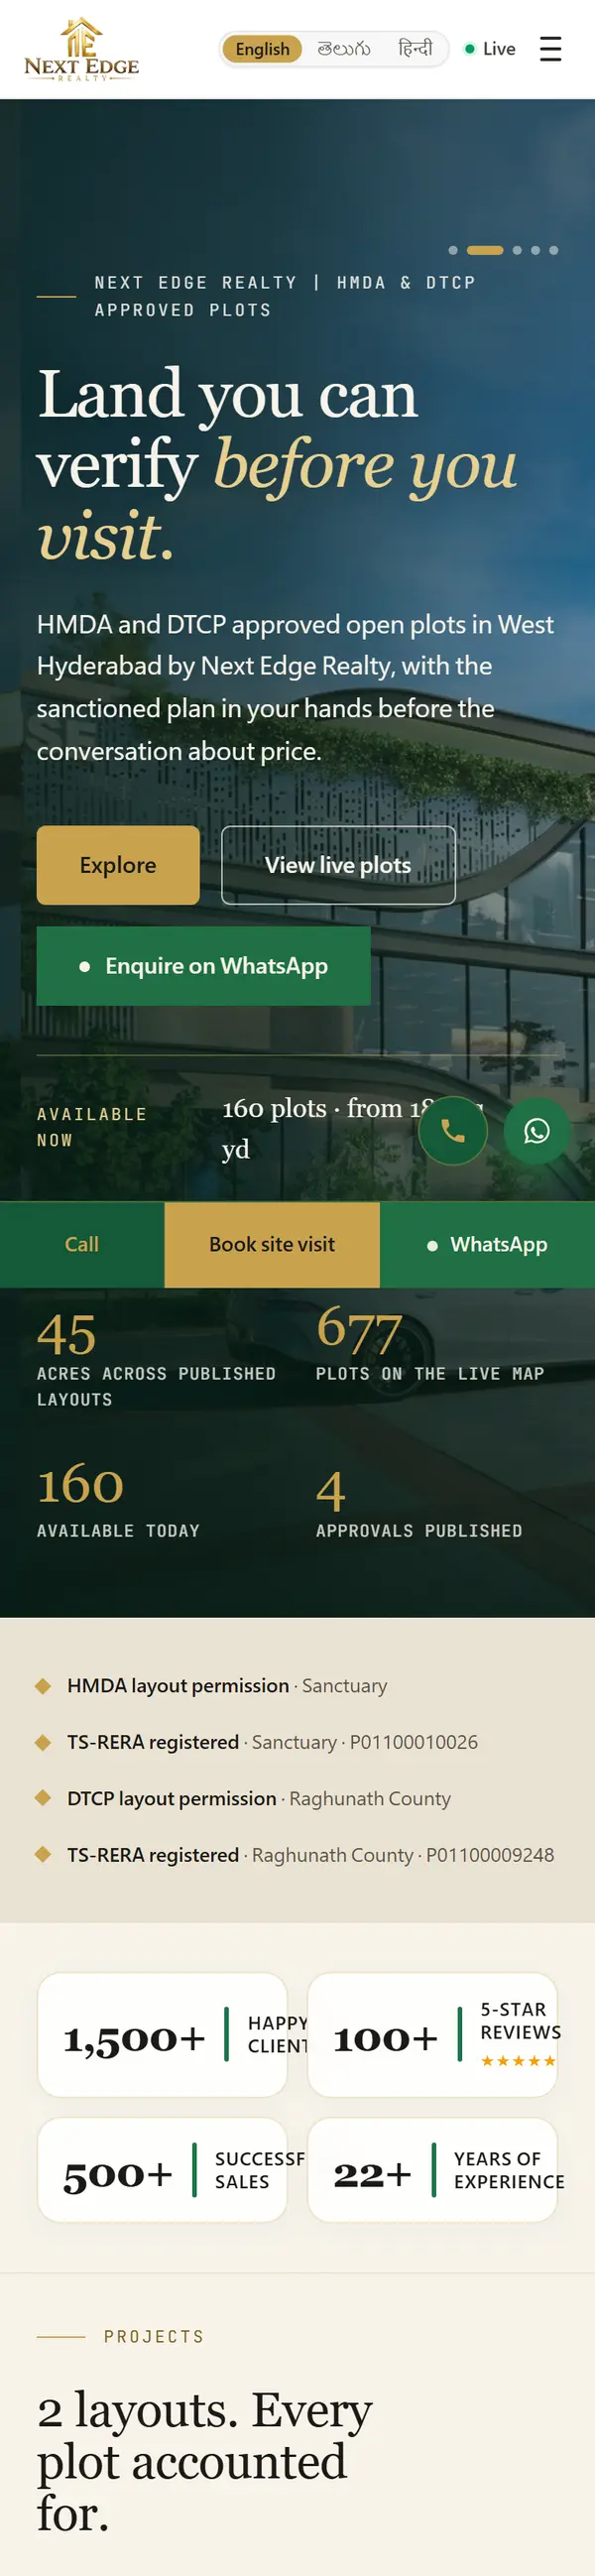 NEXT EDGE
REALTY
English తెలుగు हिन्दी Live
NEXT EDGE REALTY | HMDA & DTCP
APPROVED PLOTS
Land you can
verify before you
visit.
HMDA and DTCP approved open plots in West
Hyderabad by Next Edge Realty, with the
sanctioned plan in your hands before the
conversation about price.
Explore View live plots
Enquire on WhatsApp
AVAILABLE
NOW
160 plots · from
yd
Call Book site visit WhatsApp
45 677
ACRES ACROSS PUBLISHED
LAYOUTS
PLOTS ON THE LIVE MAP
160 4
AVAILABLE TODAY APPROVALS PUBLISHED
HMDA layout permission · Sanctuary
TS-RERA registered · Sanctuary · P01100010026
DTCP layout permission · Raghunath County
TS-RERA registered · Raghunath County · P01100009248
1,500+ HAPPY
CLIENT
100+ 5-STAR
REVIEWS
★★★★★
500+ SUCCESSF
SALES
22+ YEARS OF
EXPERIENCE
PROJECTS
2 layouts. Every
plot accounted
for.